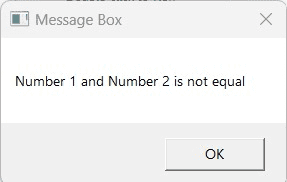 Message Box
Number 1 and Number 2 is not equal
OK